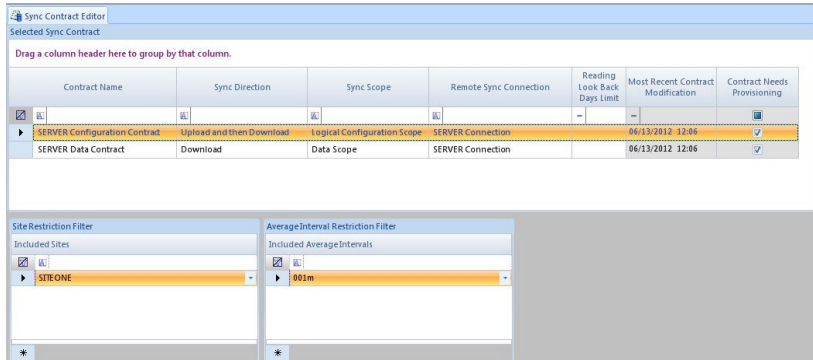 Sync Contract Editor
Selected Sync Contract
Drag a column header here to group by that column.
Contract Name Sync Direction Sync Scope Remote Sync Connection Reading Look Back Days Limit Most Recent Contract Modification Contract Needs Provisioning
SERVER Configuration Contract Upload and then Download Logical Configuration Scope SERVER Connection 06/13/2012 12:06
SERVER Data Contract Download Data Scope SERVER Connection 06/13/2012 12:06
Site Restriction Filter Average Interval Restriction Filter
Included Sites Included Average Intervals
SITEONE 001m